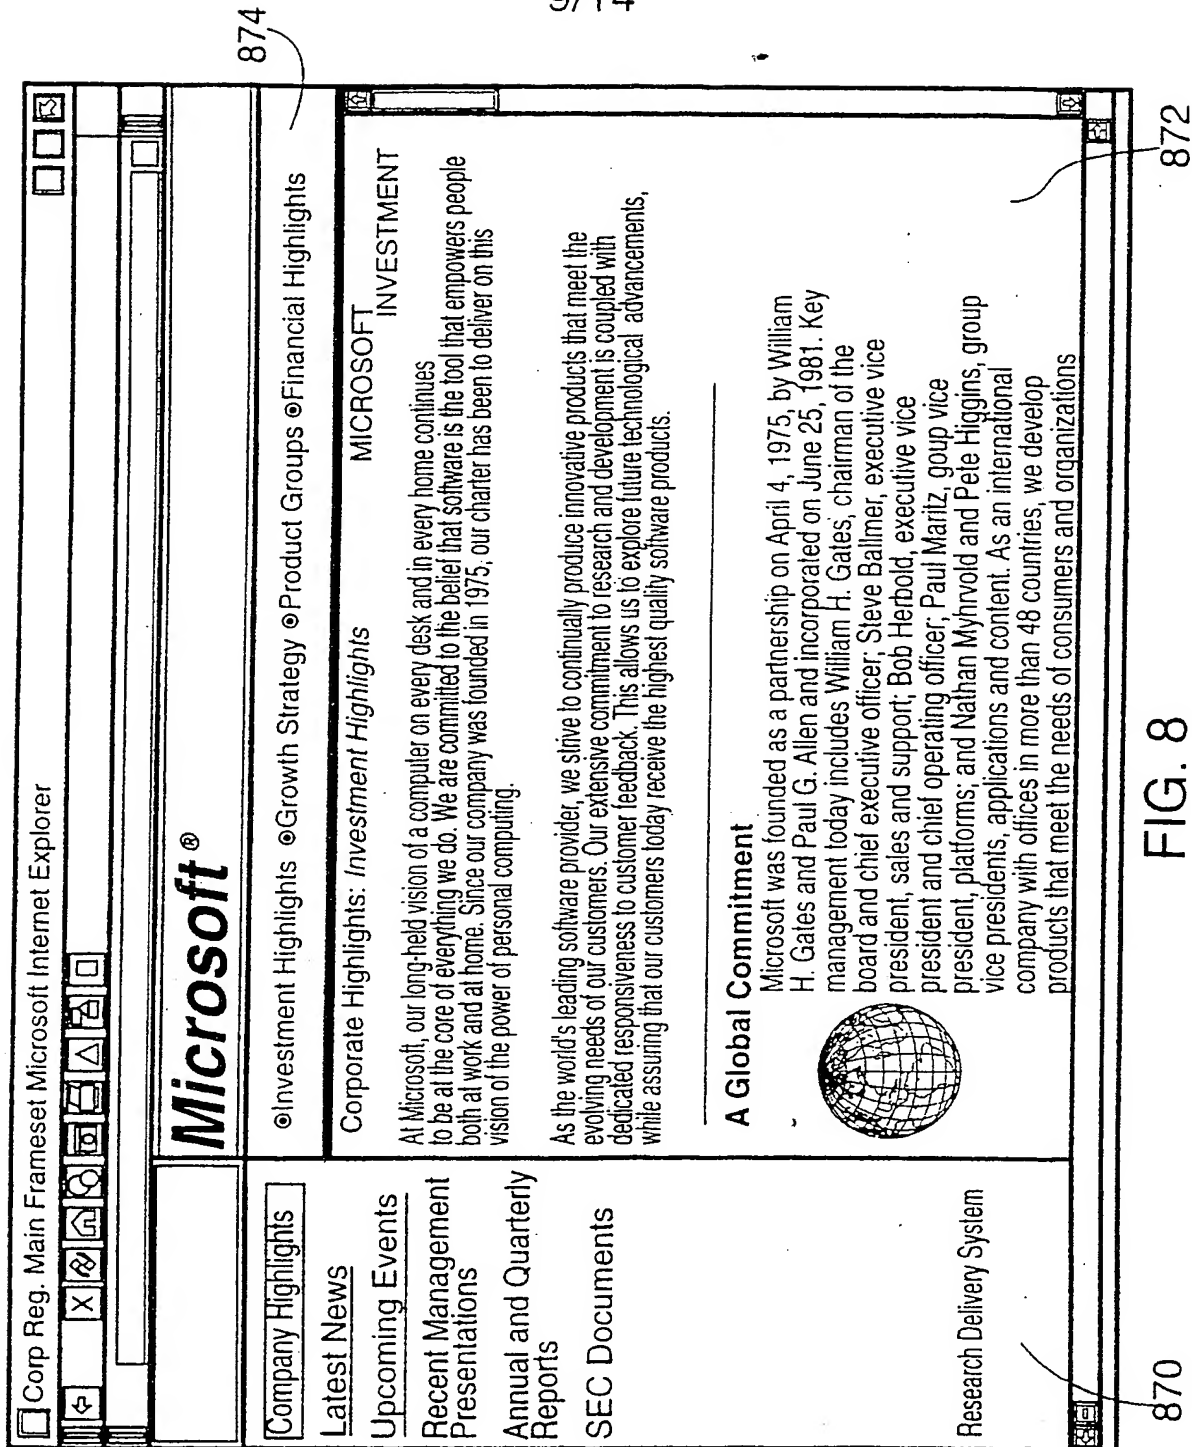 9/14
Corp Reg. Main Frameset Microsoft Internet Explorer
X
Microsoft®
Company Highlights
Latest News
Upcoming Events
Recent Management
Presentations
Annual and Quarterly
Reports
SEC Documents
Research Delivery System
Investment Highlights Growth Strategy Product Groups Financial Highlights
Corporate Highlights: Investment Highlights
MICROSOFT
INVESTMENT
At Microsoft, our long-held vision of a computer on every desk and in every home continues
to be at the core of everything we do. We are committed to the belief that software is the tool that empowers people
both at work and at home. Since our company was founded in 1975, our charter has been to deliver on this
vision of the power of personal computing.
As the world's leading software provider, we strive to continually produce innovative products that meet the
evolving needs of our customers. Our extensive commitment to research and development is coupled with
dedicated responsiveness to customer feedback. This allows us to explore future technological advancements,
while assuring that our customers today receive the highest quality software products.
A Global Commitment
Microsoft was founded as a partnership on April 4, 1975, by William
H. Gates and Paul G. Allen and incorporated on June 25, 1981. Key
management today includes William H. Gates, chairman of the
board and chief executive officer; Steve Ballmer, executive vice
president, sales and support; Bob Herbold, executive vice
president and chief operating officer; Paul Maritz, goup vice
president, platforms; and Nathan Myhrvold and Pete Higgins, group
vice presidents, applications and content. As an international
company with offices in more than 48 countries, we develop
products that meet the needs of consumers and organizations
874
872
870
FIG. 8